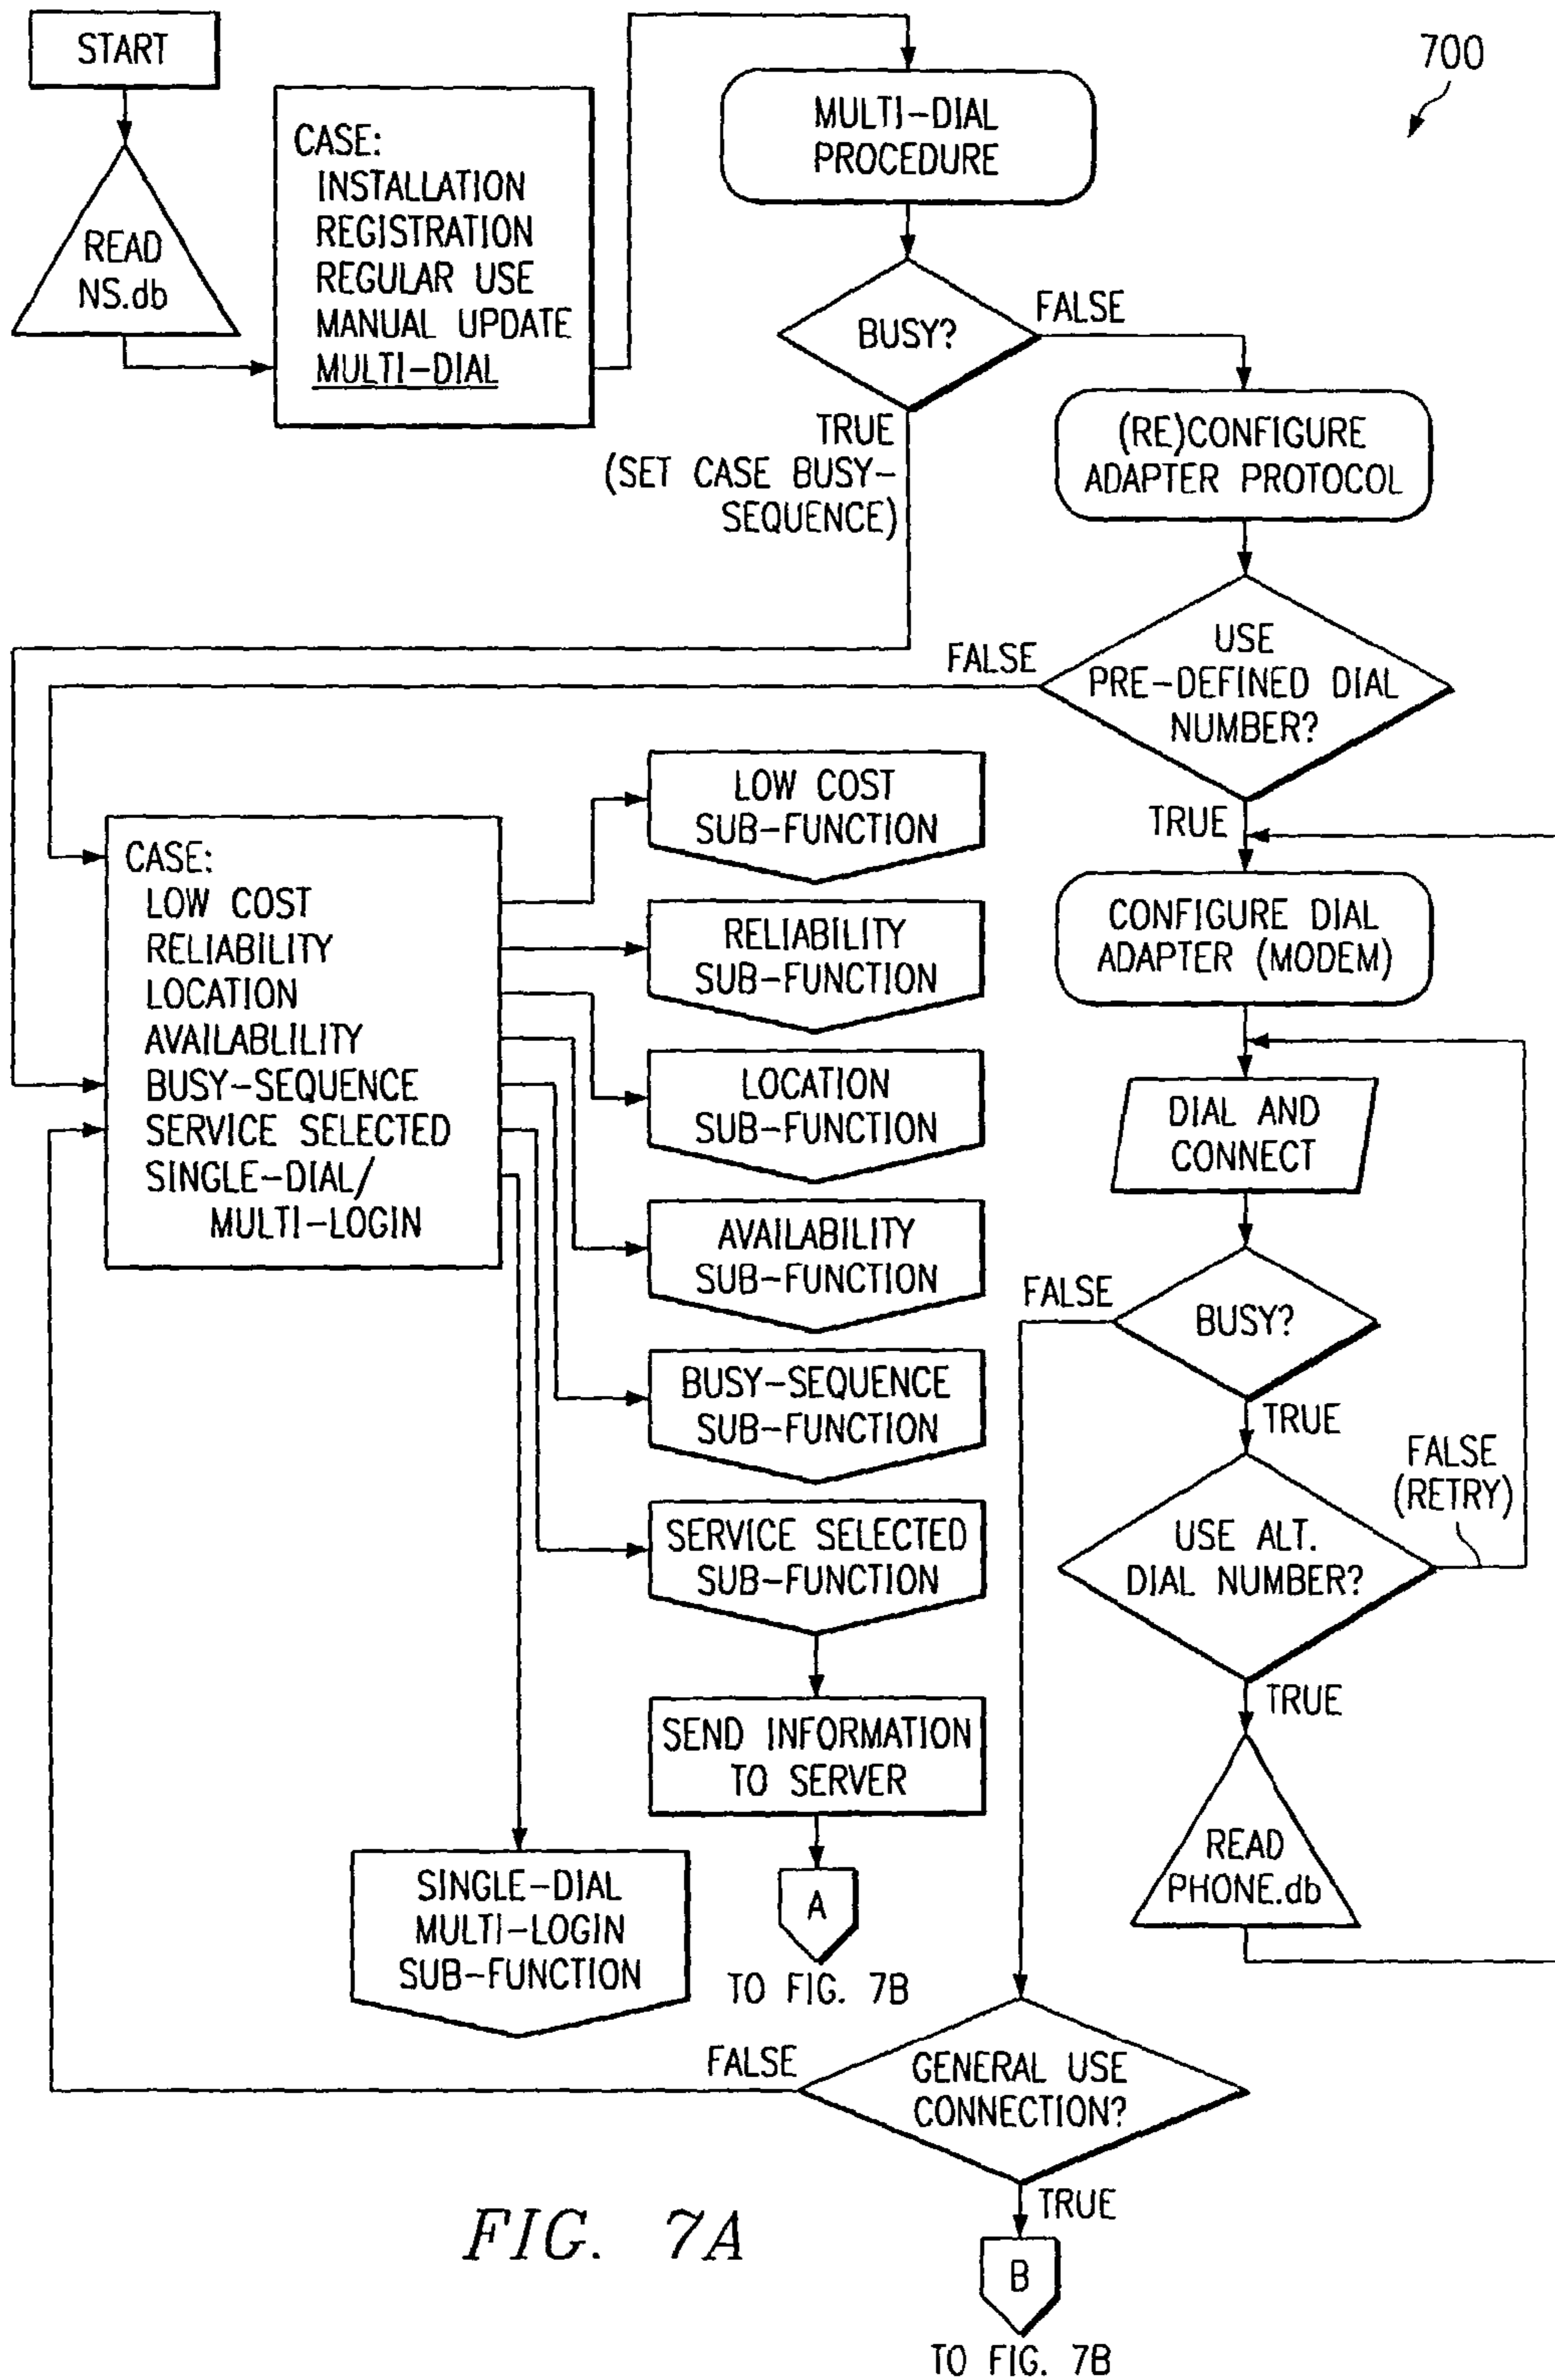 START
700
MULTI-DIAL
PROCEDURE
CASE:
INSTALLATION
REGISTRATION
REGULAR USE
MANUAL UPDATE
MULTI-DIAL
READ
NS.db
BUSY?
FALSE
TRUE
(SET CASE BUSY-
SEQUENCE)
(RE)CONFIGURE
ADAPTER PROTOCOL
USE
PRE-DEFINED DIAL
NUMBER?
FALSE
TRUE
CASE:
LOW COST
RELIABILITY
LOCATION
AVAILABLILITY
BUSY-SEQUENCE
SERVICE SELECTED
SINGLE-DIAL/
MULTI-LOGIN
LOW COST
SUB-FUNCTION
RELIABILITY
SUB-FUNCTION
LOCATION
SUB-FUNCTION
AVAILABILITY
SUB-FUNCTION
BUSY-SEQUENCE
SUB-FUNCTION
SERVICE SELECTED
SUB-FUNCTION
SEND INFORMATION
TO SERVER
A
TO FIG. 7B
SINGLE-DIAL
MULTI-LOGIN
SUB-FUNCTION
CONFIGURE DIAL
ADAPTER (MODEM)
DIAL AND
CONNECT
BUSY?
FALSE
TRUE
USE ALT.
DIAL NUMBER?
FALSE
(RETRY)
TRUE
READ
PHONE.db
GENERAL USE
CONNECTION?
FALSE
TRUE
B
TO FIG. 7B
FIG. 7A